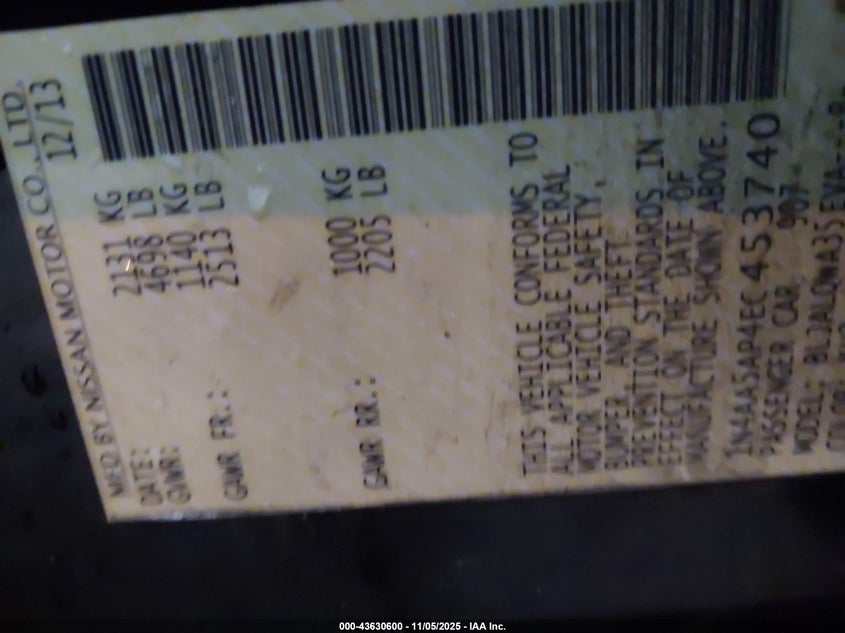 MFD BY NISSAN MOTOR CO., LTD.
DATE: 12/13
GVWR: 2131 KG
4698 LB
GAWR FR.: 1140 KG
2513 LB
GAWR RR.: 1000 KG
2205 LB
THIS VEHICLE CONFORMS TO
ALL APPLICABLE FEDERAL
MOTOR VEHICLE SAFETY,
BUMPER, AND THEFT
PREVENTION STANDARDS IN
EFFECT ON THE DATE OF
MANUFACTURE SHOWN ABOVE.
1N4AA5AP4EC453740
PASSENGER CAR 907
MODEL:
COLOR:
000-43630600 - 11/05/2025 - IAA Inc.